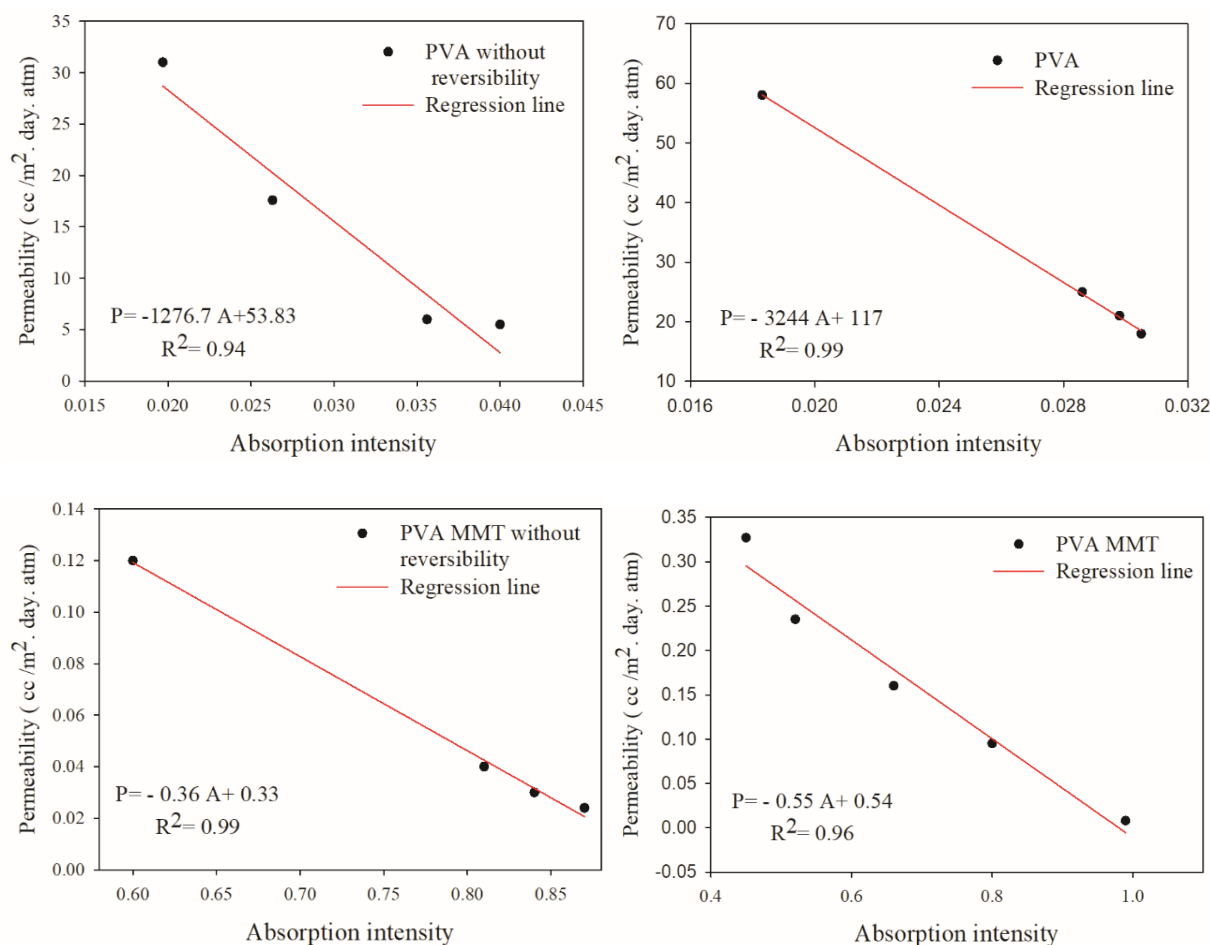 Permeability ( cc /m². day. atm)
35
30
25
20
15
10
5
0
PVA without
reversibility
Regression line
P= -1276.7 A+53.83
R²= 0.94
0.015 0.020 0.025 0.030 0.035 0.040 0.045
Absorption intensity
Permeability ( cc /m². day. atm)
70
60
50
40
30
20
10
PVA
Regression line
P= - 3244 A+ 117
R²= 0.99
0.016 0.020 0.024 0.028 0.032
Absorption intensity
Permeability ( cc /m². day. atm)
0.14
0.12
0.10
0.08
0.06
0.04
0.02
0.00
PVA MMT without
reversibility
Regression line
P= - 0.36 A+ 0.33
R²= 0.99
0.60 0.65 0.70 0.75 0.80 0.85
Absorption intensity
Permeability ( cc /m². day. atm)
0.35
0.30
0.25
0.20
0.15
0.10
0.05
0.00
-0.05
PVA MMT
Regression line
P= - 0.55 A+ 0.54
R²= 0.96
0.4 0.6 0.8 1.0
Absorption intensity